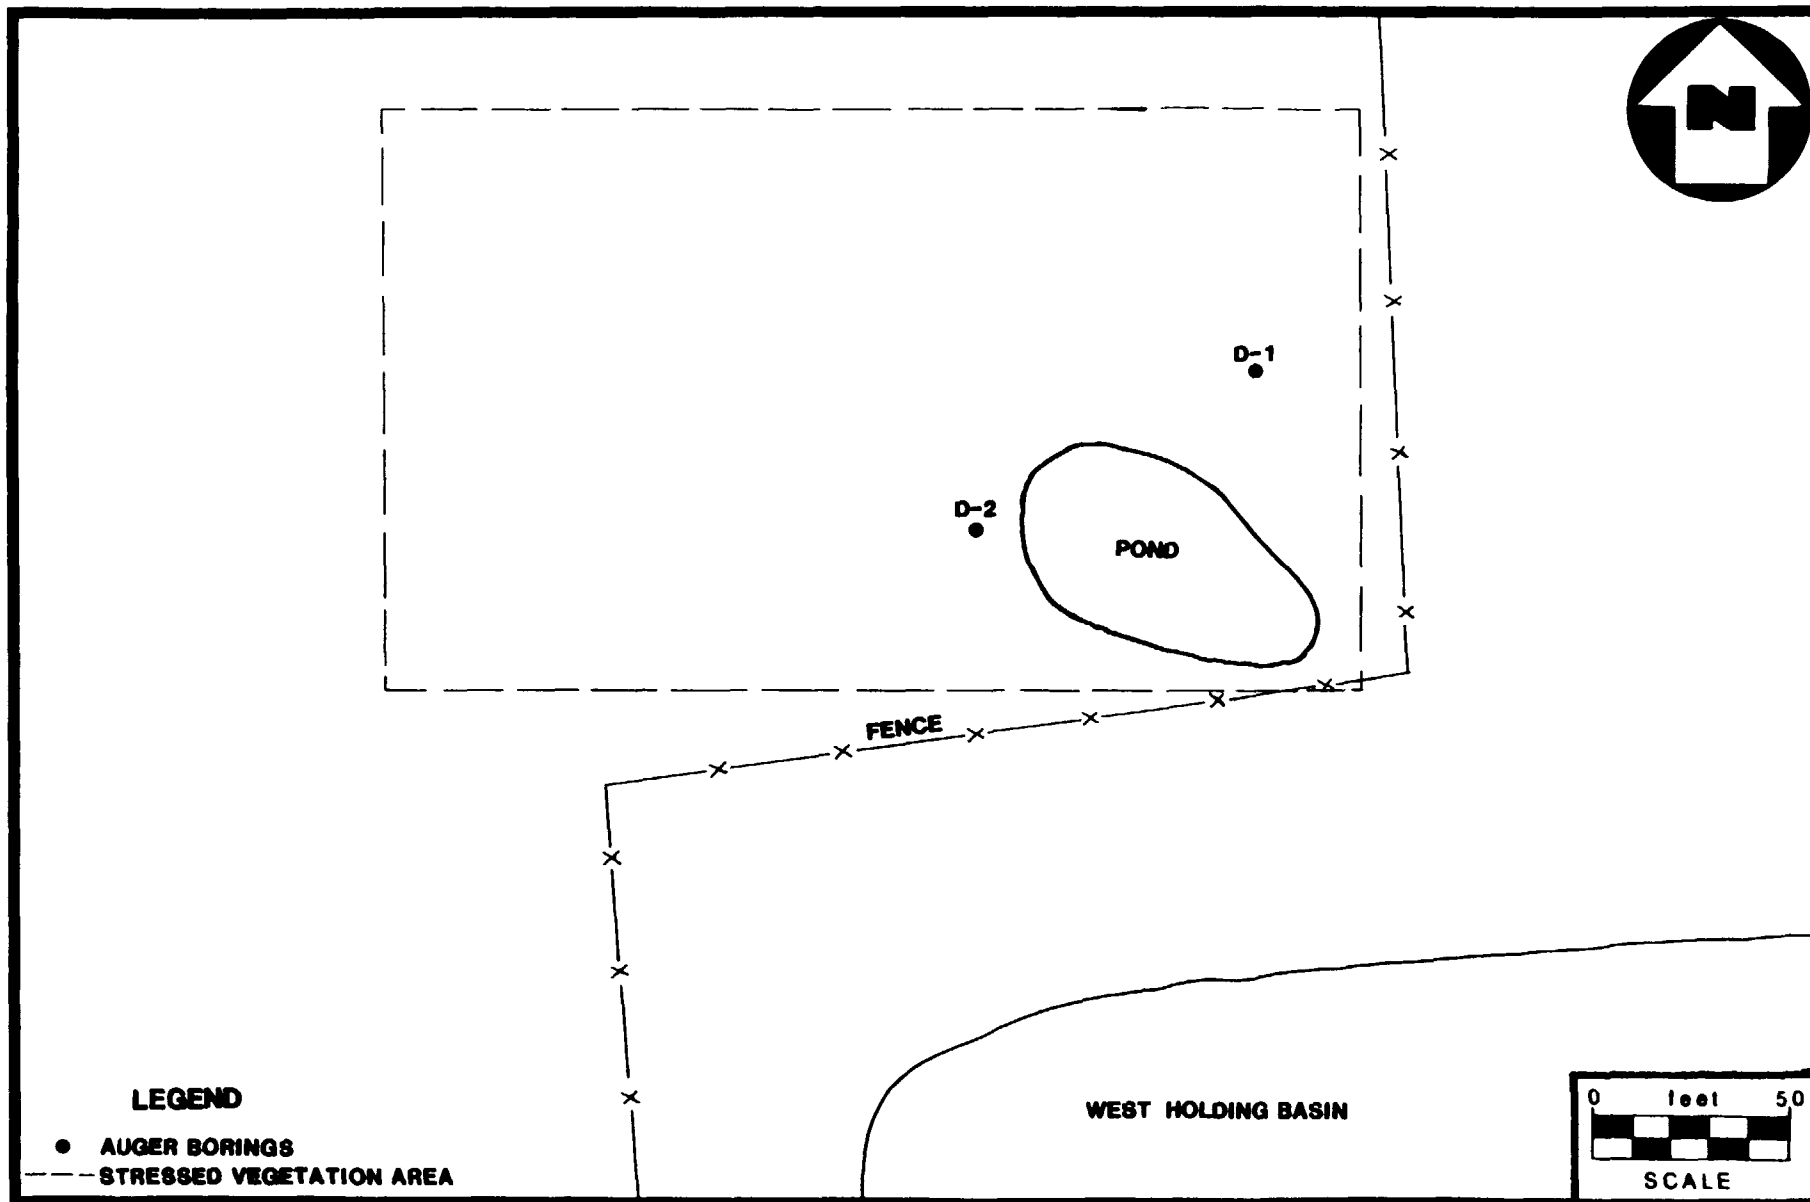 N
D-1
D-2
POND
FENCE
WEST HOLDING BASIN
LEGEND
AUGER BORINGS
STRESSED VEGETATION AREA
0 feet 50
SCALE